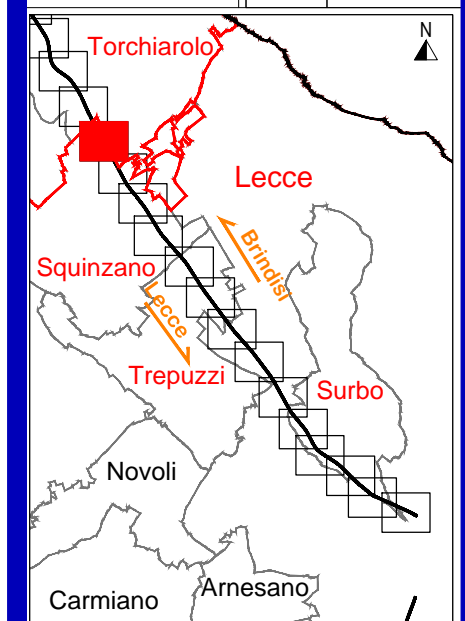 N
Torchiarolo
Lecce
Brindisi
Squinzano
Lecce
Trepuzzi
Surbo
Novoli
Arnesano
Carmiano